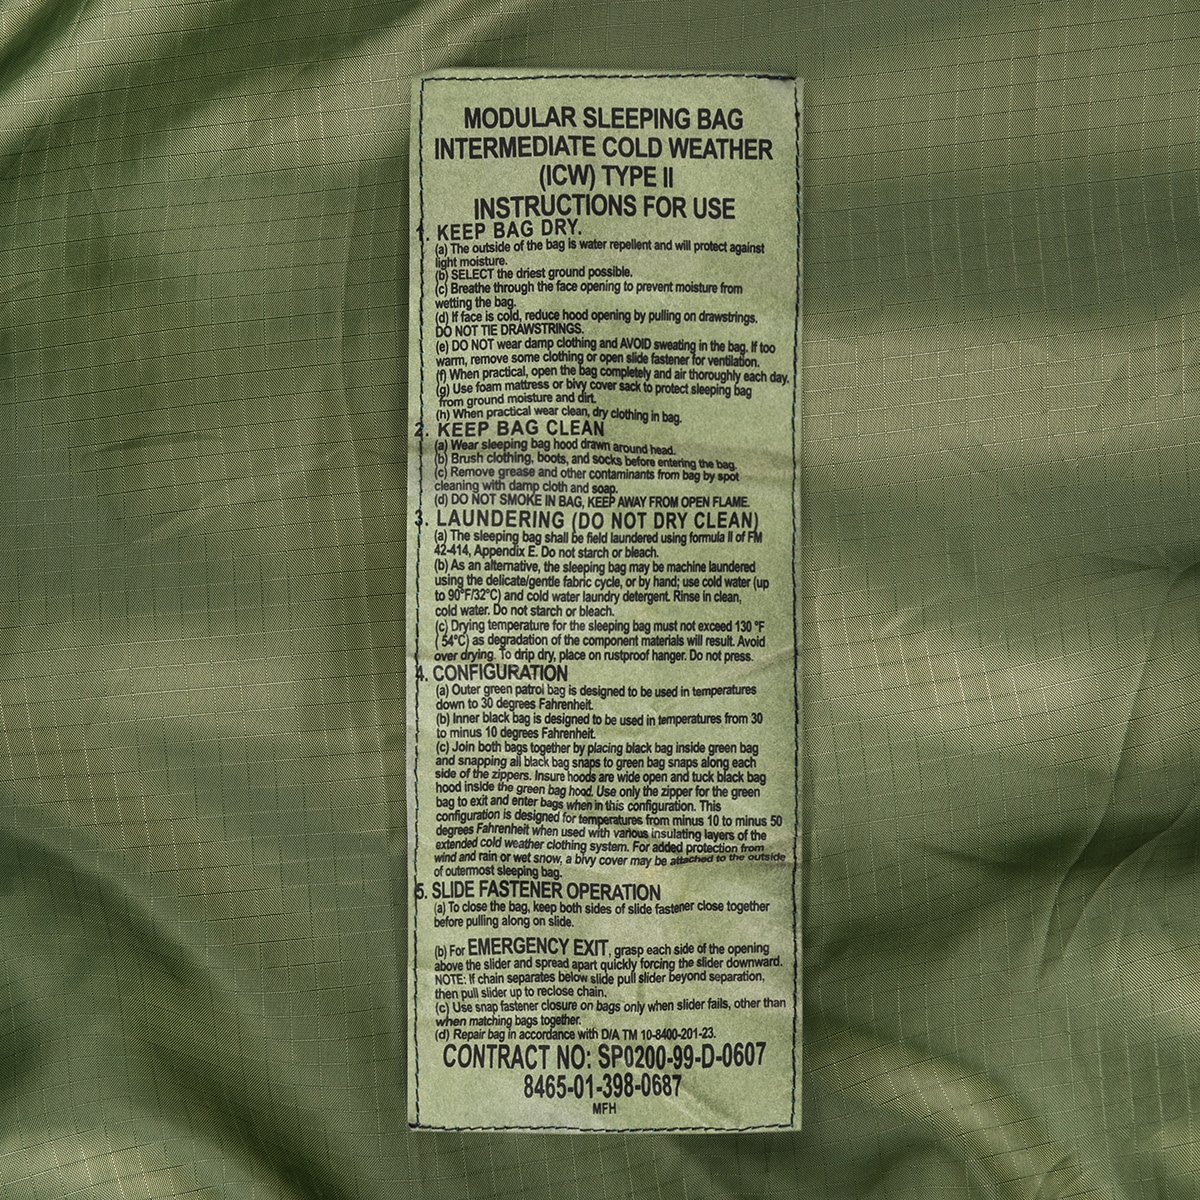 MODULAR SLEEPING BAG
INTERMEDIATE COLD WEATHER
(ICW) TYPE II
INSTRUCTIONS FOR USE
1. KEEP BAG DRY.
(a) The outside of the bag is water repellent and will protect against
light moisture.
(b) SELECT the driest ground possible.
(c) Breathe through the face opening to prevent moisture from
wetting the bag.
(d) If face is cold, reduce hood opening by pulling on drawstrings.
DO NOT TIE DRAWSTRINGS.
(e) DO NOT wear damp clothing and AVOID sweating in the bag. If too
warm, remove some clothing or open slide fastener for ventilation.
(f) When practical, open the bag completely and air thoroughly each day.
(g) Use foam mattress or bivy cover sack to protect sleeping bag
from ground moisture and dirt.
(h) When practical wear clean, dry clothing in bag.
2. KEEP BAG CLEAN
(a) Wear sleeping bag hood drawn around head.
(b) Brush clothing, boots, and socks before entering the bag.
(c) Remove grease and other contaminants from bag by spot
cleaning with damp cloth and soap.
(d) DO NOT SMOKE IN BAG, KEEP AWAY FROM OPEN FLAME.
3. LAUNDERING (DO NOT DRY CLEAN)
(a) The sleeping bag shall be field laundered using formula II of FM
42-414, Appendix E. Do not starch or bleach.
(b) As an alternative, the sleeping bag may be machine laundered
using the delicate/gentle fabric cycle, or by hand; use cold water (up
to 90°F/32°C) and cold water laundry detergent. Rinse in clean,
cold water. Do not starch or bleach.
(c) Drying temperature for the sleeping bag must not exceed 130 °F
( 54°C) as degradation of the component materials will result. Avoid
over drying. To drip dry, place on rustproof hanger. Do not press.
4. CONFIGURATION
(a) Outer green patrol bag is designed to be used in temperatures
down to 30 degrees Fahrenheit.
(b) Inner black bag is designed to be used in temperatures from 30
to minus 10 degrees Fahrenheit.
(c) Join both bags together by placing black bag inside green bag
and snapping all black bag snaps to green bag snaps along each
side of the zippers. Insure hoods are wide open and tuck black bag
hood inside the green bag hood. Use only the zipper for the green
bag to exit and enter bags when in this configuration. This
configuration is designed for temperatures from minus 10 to minus 50
degrees Fahrenheit when used with various insulating layers of the
extended cold weather clothing system. For added protection from
wind and rain or wet snow, a bivy cover may be attached to the outside
of outermost sleeping bag.
5. SLIDE FASTENER OPERATION
(a) To close the bag, keep both sides of slide fastener close together
before pulling along on slide.
(b) For EMERGENCY EXIT, grasp each side of the opening
above the slider and spread apart quickly forcing the slider downward.
NOTE: If chain separates below slide pull slider beyond separation,
then pull slider up to reclose chain.
(c) Use snap fastener closure on bags only when slider fails, other than
when matching bags together.
(d) Repair bag in accordance with D/A TM 10-8400-201-23.
CONTRACT NO: SP0200-99-D-0607
8465-01-398-0687
MFH